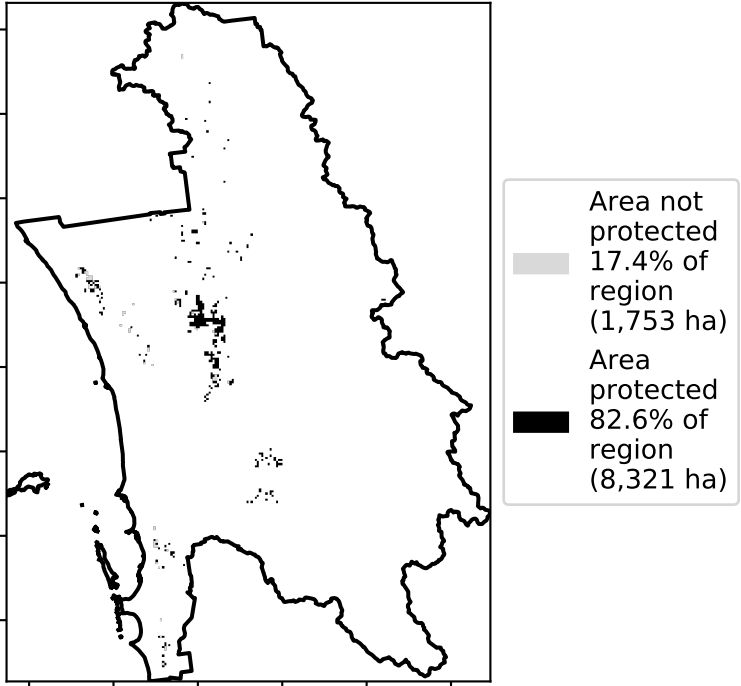 Area not
protected
17.4% of
region
(1,753 ha)
Area
protected
82.6% of
region
(8,321 ha)